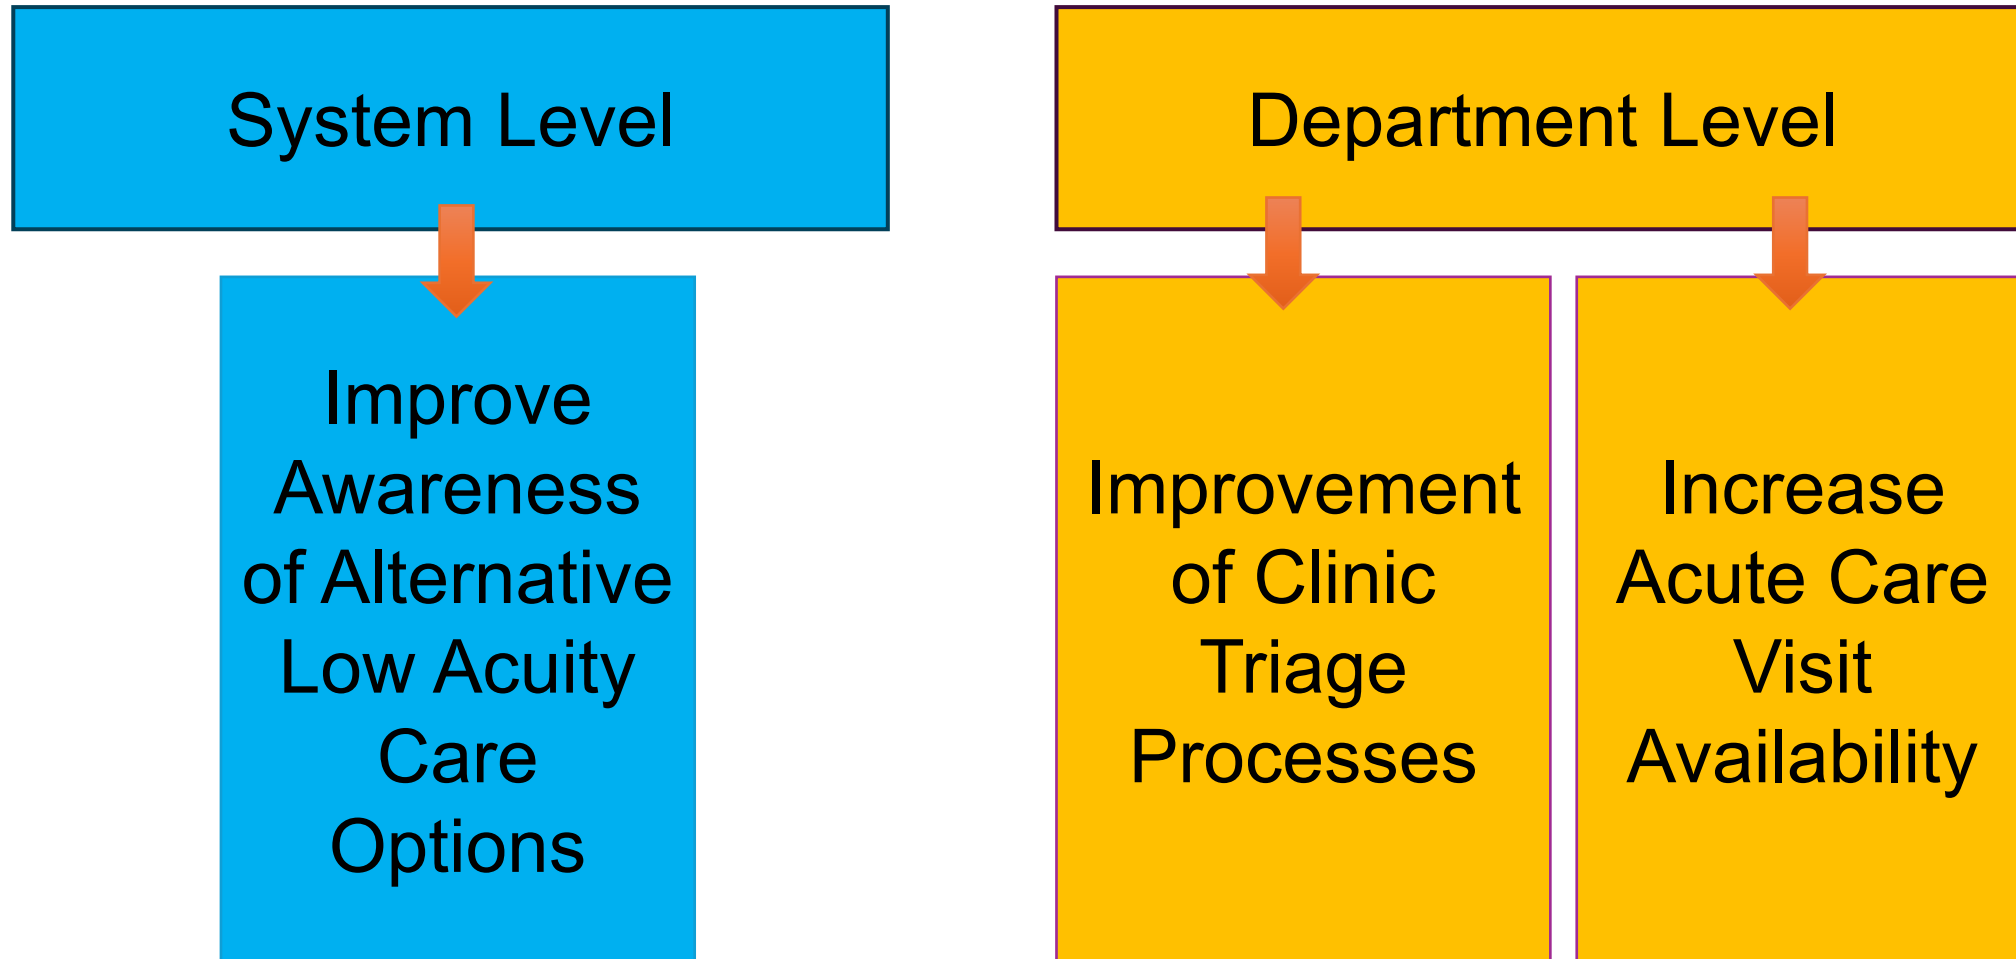 System Level
Improve
Awareness
of Alternative
Low Acuity
Care
Options
Department Level
Improvement
of Clinic
Triage
Processes
Increase
Acute Care
Visit
Availability